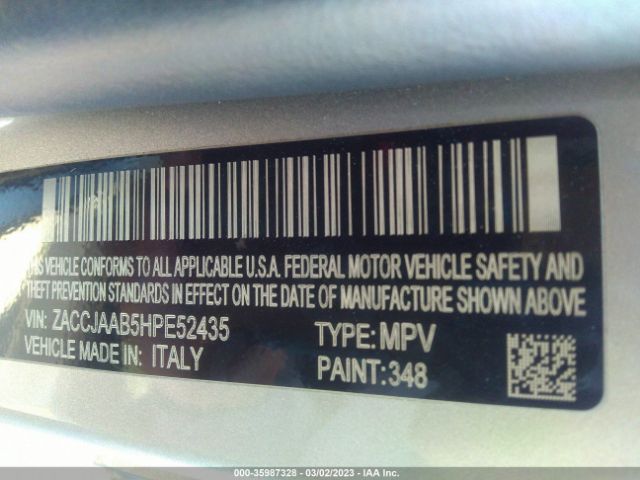 THIS VEHICLE CONFORMS TO ALL APPLICABLE U.S.A. FEDERAL MOTOR VEHICLE SAFETY AND
THEFT PREVENTION STANDARDS IN EFFECT ON THE DATE OF MANUFACTURE SHOWN ABOVE
VIN: ZACCJAAB5HPE52435 TYPE: MPV
VEHICLE MADE IN: ITALY PAINT: 348
000-35987328 - 03/02/2023 - IAA Inc.